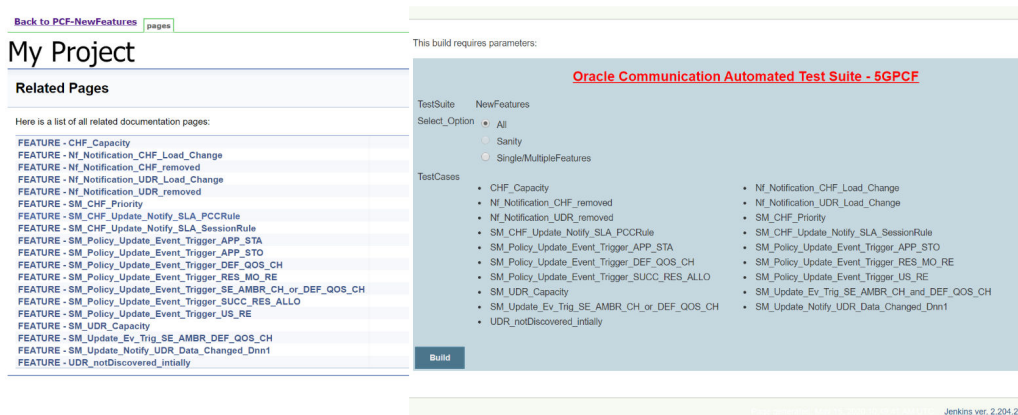 Back to PCF-NewFeatures pages
My Project
Related Pages
Here is a list of all related documentation pages:
FEATURE - CHF_Capacity
FEATURE - Nf_Notification_CHF_Load_Change
FEATURE - Nf_Notification_CHF_removed
FEATURE - Nf_Notification_UDR_Load_Change
FEATURE - Nf_Notification_UDR_removed
FEATURE - SM_CHF_Priority
FEATURE - SM_CHF_Update_Notify_SLA_PCCRule
FEATURE - SM_CHF_Update_Notify_SLA_SessionRule
FEATURE - SM_Policy_Update_Event_Trigger_APP_STA
FEATURE - SM_Policy_Update_Event_Trigger_APP_STO
FEATURE - SM_Policy_Update_Event_Trigger_DEF_QOS_CH
FEATURE - SM_Policy_Update_Event_Trigger_RES_MO_RE
FEATURE - SM_Policy_Update_Event_Trigger_SE_AMBR_CH_or_DEF_QOS_CH
FEATURE - SM_Policy_Update_Event_Trigger_SUCC_RES_ALLO
FEATURE - SM_Policy_Update_Event_Trigger_US_RE
FEATURE - SM_UDR_Capacity
FEATURE - SM_Update_Ev_Trig_SE_AMBR_DEF_QOS_CH
FEATURE - SM_Update_Notify_UDR_Data_Changed_Dnn1
FEATURE - UDR_notDiscovered_intially
This build requires parameters:
Oracle Communication Automated Test Suite - 5GPCF
TestSuite NewFeatures
Select_Option All
Sanity
Single/MultipleFeatures
TestCases
• CHF_Capacity • Nf_Notification_CHF_Load_Change
• Nf_Notification_CHF_removed • Nf_Notification_UDR_Load_Change
• Nf_Notification_UDR_removed • SM_CHF_Priority
• SM_CHF_Update_Notify_SLA_PCCRule • SM_CHF_Update_Notify_SLA_SessionRule
• SM_Policy_Update_Event_Trigger_APP_STA • SM_Policy_Update_Event_Trigger_APP_STO
• SM_Policy_Update_Event_Trigger_DEF_QOS_CH • SM_Policy_Update_Event_Trigger_RES_MO_RE
• SM_Policy_Update_Event_Trigger_SUCC_RES_ALLO • SM_Policy_Update_Event_Trigger_US_RE
• SM_UDR_Capacity • SM_Update_Ev_Trig_SE_AMBR_CH_and_DEF_QOS_CH
• SM_Update_Ev_Trig_SE_AMBR_CH_or_DEF_QOS_CH • SM_Update_Notify_UDR_Data_Changed_Dnn1
• UDR_notDiscovered_intially
Build
Jenkins ver. 2.204.2